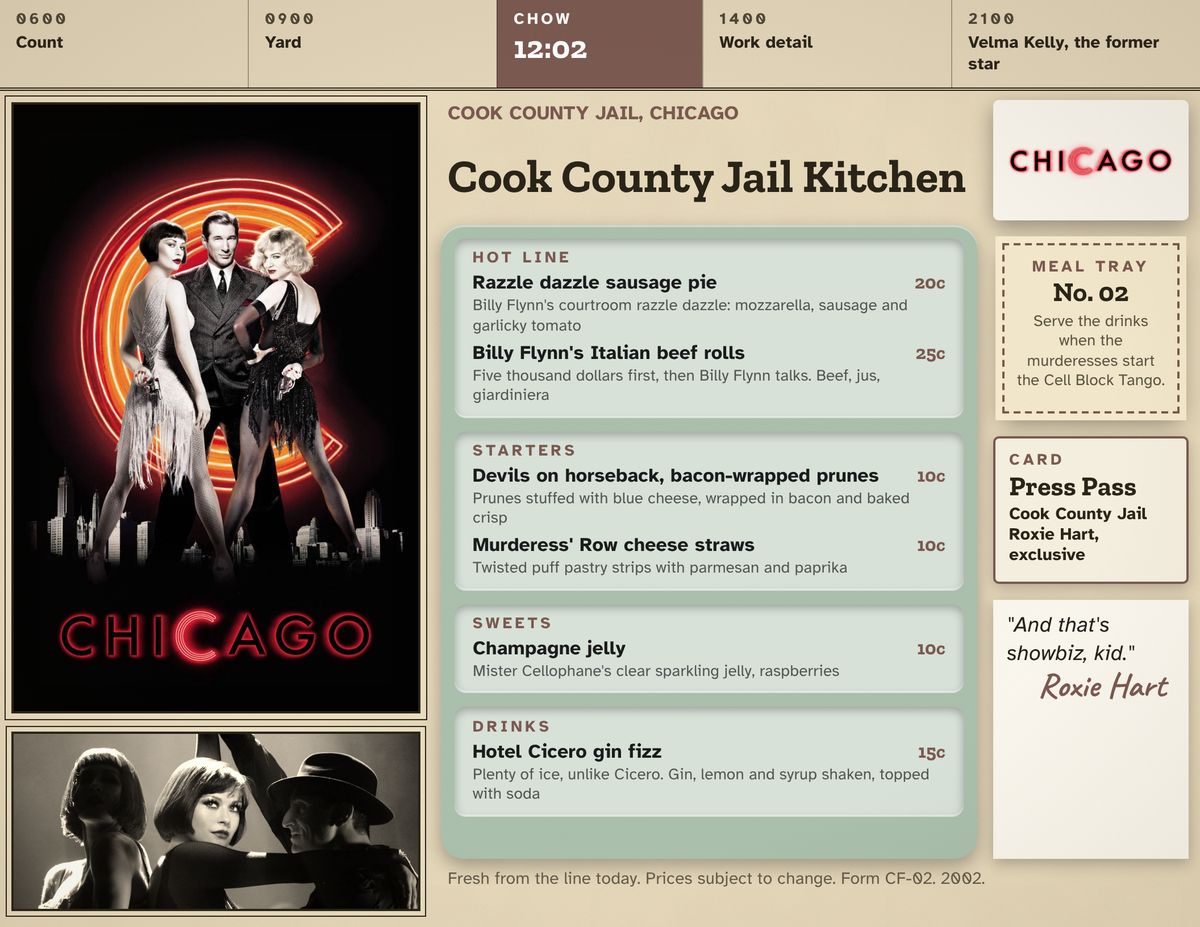 0600
Count
0900
Yard
CHOW
12:02
1400
Work detail
2100
Velma Kelly, the former
star
CHICAGO
COOK COUNTY JAIL, CHICAGO
Cook County Jail Kitchen
HOT LINE
Razzle dazzle sausage pie 20c
Billy Flynn's courtroom razzle dazzle: mozzarella, sausage and
garlicky tomato
Billy Flynn's Italian beef rolls 25c
Five thousand dollars first, then Billy Flynn talks. Beef, jus,
giardiniera
STARTERS
Devils on horseback, bacon-wrapped prunes 10c
Prunes stuffed with blue cheese, wrapped in bacon and baked
crisp
Murderess' Row cheese straws 10c
Twisted puff pastry strips with parmesan and paprika
SWEETS
Champagne jelly 10c
Mister Cellophane's clear sparkling jelly, raspberries
DRINKS
Hotel Cicero gin fizz 15c
Plenty of ice, unlike Cicero. Gin, lemon and syrup shaken, topped
with soda
Fresh from the line today. Prices subject to change. Form CF-02. 2002.
CHICAGO
MEAL TRAY
No. 02
Serve the drinks
when the
murderesses start
the Cell Block Tango.
CARD
Press Pass
Cook County Jail
Roxie Hart,
exclusive
"And that's
showbiz, kid."
Roxie Hart